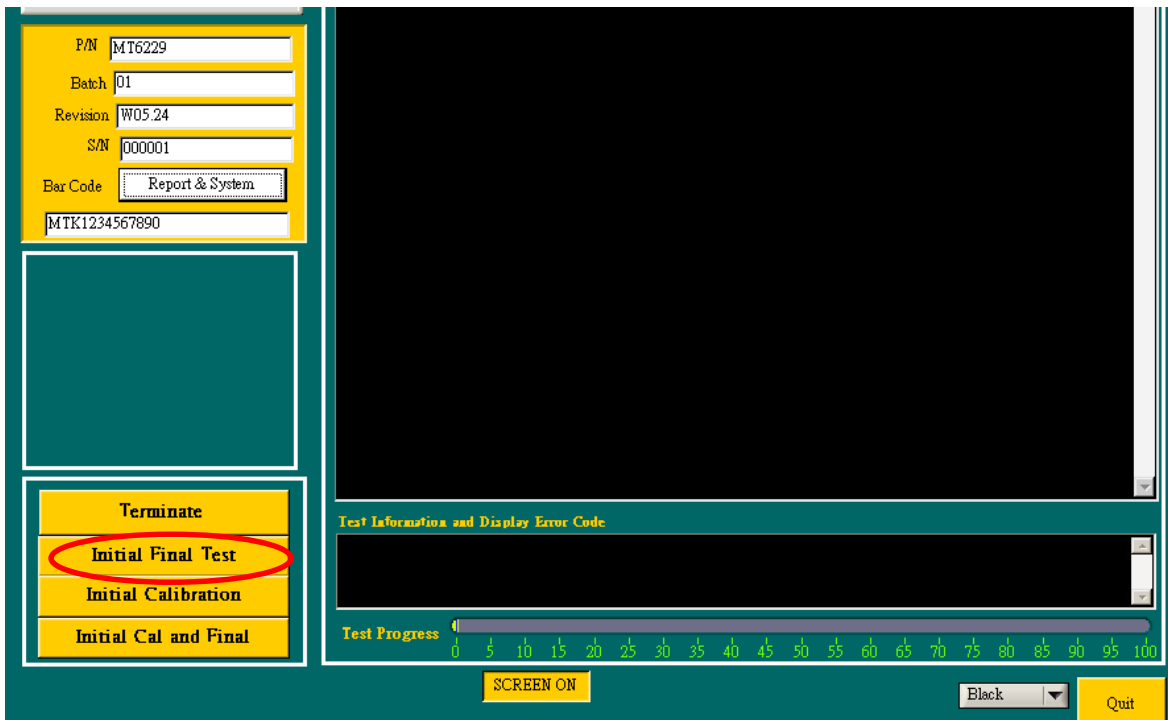 P/N MT6229
Batch 01
Revision W05.24
S/N 000001
Bar Code Report & System
MTK1234567890
Terminate
Initial Final Test
Initial Calibration
Initial Cal and Final
Test Information and Display Error Code
Test Progress
0 5 10 15 20 25 30 35 40 45 50 55 60 65 70 75 80 85 90 95 100
SCREEN ON
Black
Quit